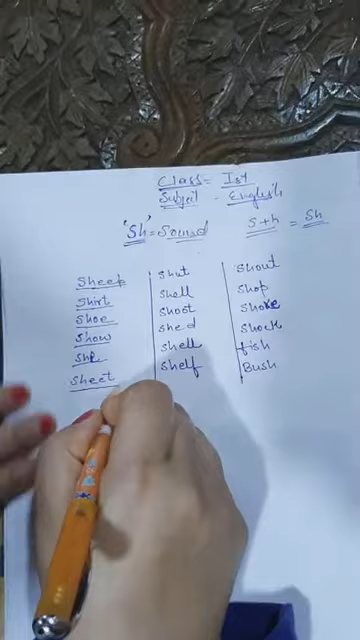 Class = Ist
Subject - English
'Sh' = Sound
S+h = Sh
Sheep
Shirt
Shoe
Show
She
Sheet
Shut
Shell
Shoot
Shed
Shell
Shelf
Shout
Shop
Shore
Shock
fish
Bush